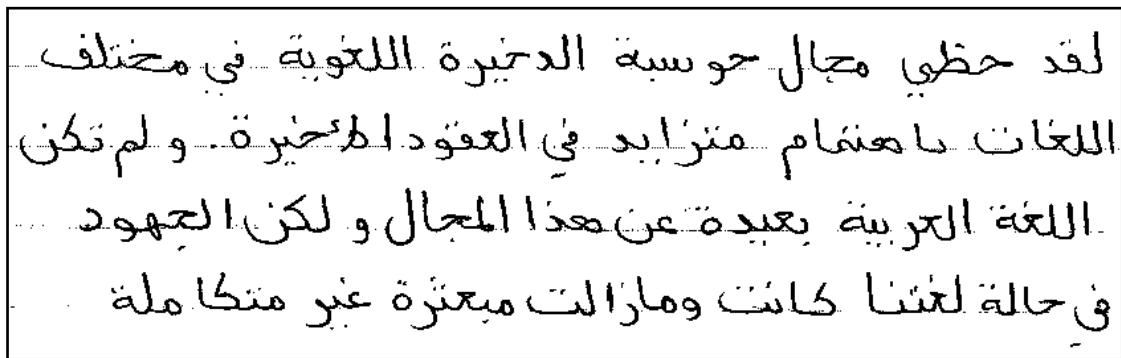 لقد حظي مجال حوسبة الذخيرة اللغوية في مختلف
اللغات باهتمام متزايد في العقود الأخيرة. ولم تكن
اللغة العربية بعيدة عن هذا المجال ولكن الجهود
في حالة لغتنا كانت ومازالت مبعثرة غير متكاملة